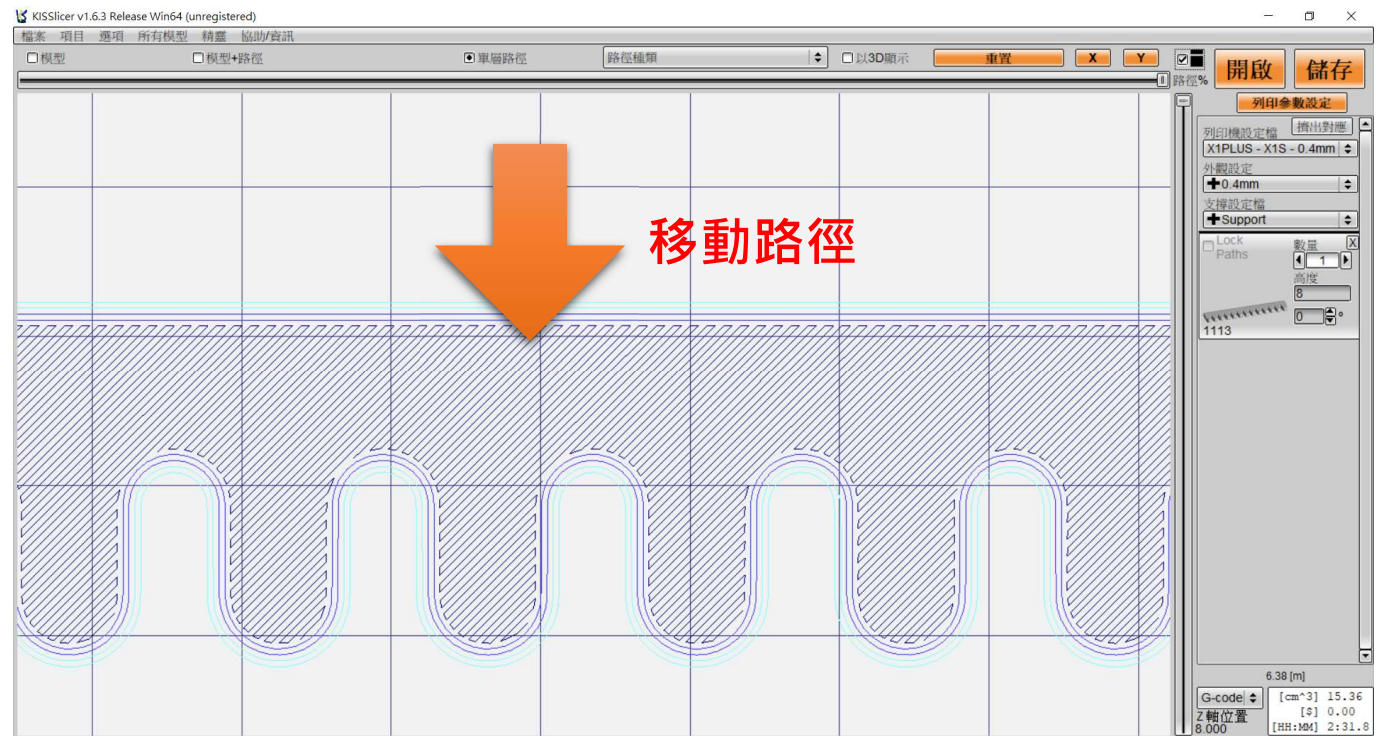 KISSlicer v1.6.3 Release Win64 (unregistered)
檔案 項目 選項 所有模型 精靈 協助/資訊
模型 模型+路徑 單層路徑 路徑種類 以3D顯示 重置 X Y
路徑%
開啟 儲存
列印參數設定
擠出對應
列印機設定檔
X1PLUS - X1S - 0.4mm
外觀設定
0.4mm
支撐設定檔
Support
Lock Paths
數量 X
1
高度
8
0 °
1113
移動路徑
6.38 [m]
G-code
Z 軸位置
8.000
[cm^3] 15.36
[$] 0.00
[HH:MM] 2:31.8